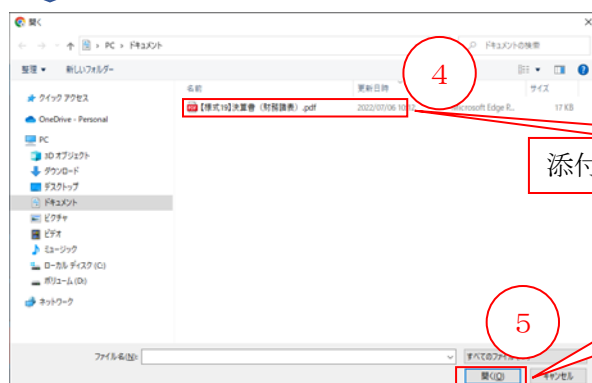 開く
PC > ドキュメント
ドキュメントの検索
整理 新しいフォルダー
名前 更新日時 サイズ
クイック アクセス
【様式19】決算書（財務諸表）.pdf 2022/07/06 10:12 Microsoft Edge P... 17 KB
OneDrive - Personal
PC
3D オブジェクト
ダウンロード
デスクトップ
ドキュメント
ピクチャ
ビデオ
ミュージック
ローカル ディスク (C:)
ボリューム (D:)
ネットワーク
4
添付
5
ファイル名(N):
すべてのファイル
開く(O)
キャンセル